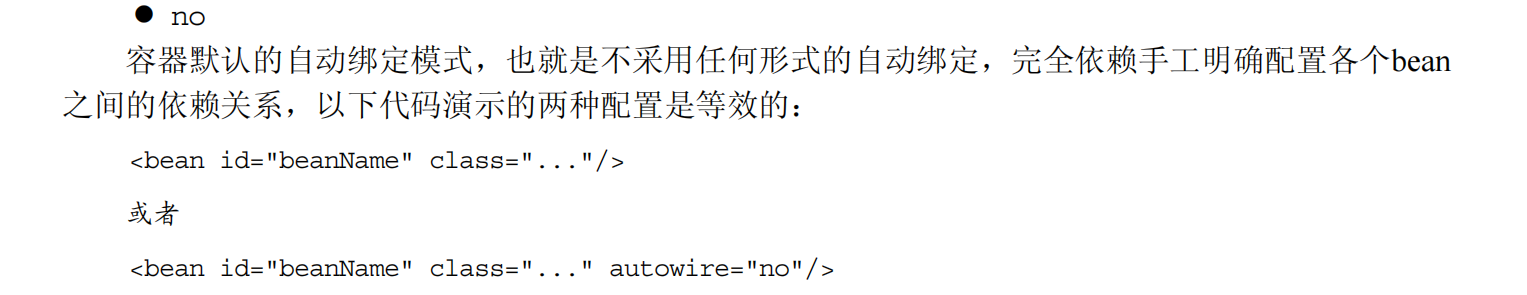 ● no
容器默认的自动绑定模式，也就是不采用任何形式的自动绑定，完全依赖手工明确配置各个bean
之间的依赖关系，以下代码演示的两种配置是等效的：
<bean id="beanName" class="..."/>
或者
<bean id="beanName" class="..." autowire="no"/>